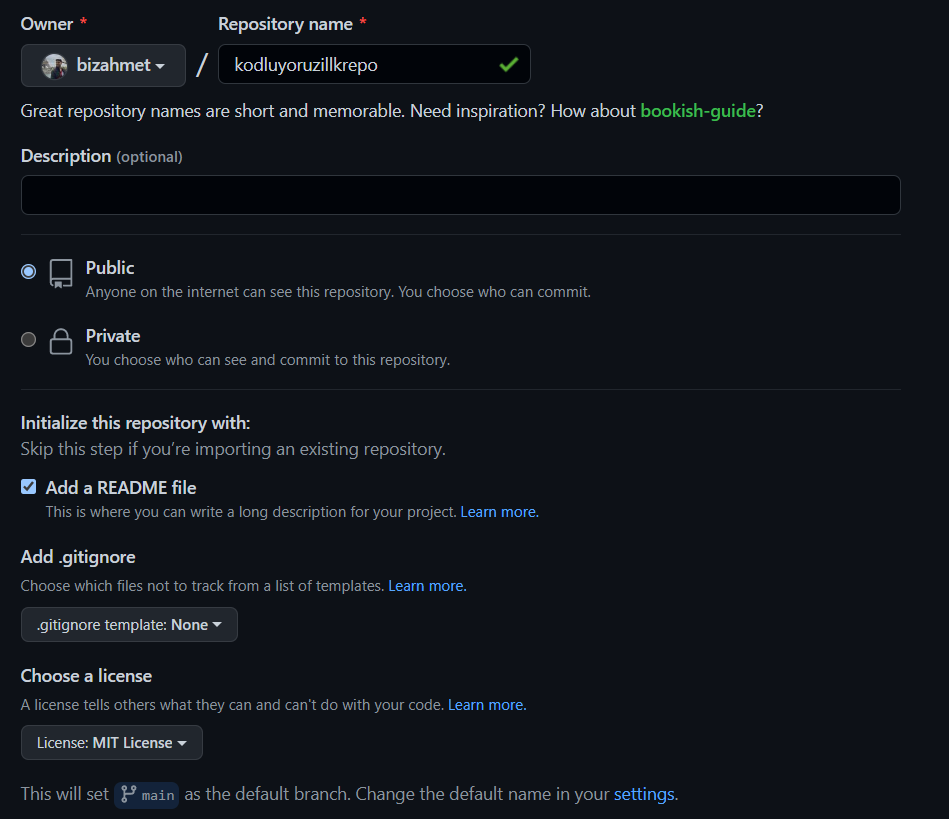 Owner * Repository name *
bizahmet / kodluyoruzillkrepo
Great repository names are short and memorable. Need inspiration? How about bookish-guide?
Description (optional)
Public
Anyone on the internet can see this repository. You choose who can commit.
Private
You choose who can see and commit to this repository.
Initialize this repository with:
Skip this step if you’re importing an existing repository.
Add a README file
This is where you can write a long description for your project. Learn more.
Add .gitignore
Choose which files not to track from a list of templates. Learn more.
.gitignore template: None
Choose a license
A license tells others what they can and can't do with your code. Learn more.
License: MIT License
This will set main as the default branch. Change the default name in your settings.